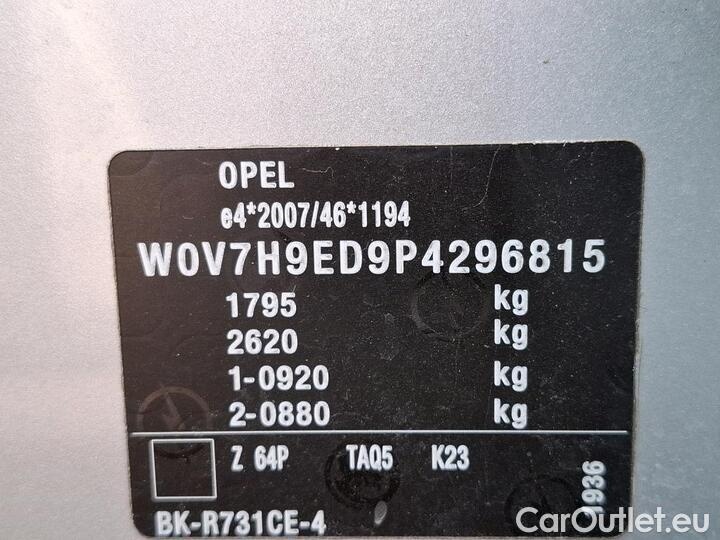 OPEL
e4*2007/46*1194
W0V7H9ED9P4296815
1795 kg
2620 kg
1-0920 kg
2-0880 kg
Z 64P TAQ5 K23
BK-R731CE-4
1936
CarOutlet.eu